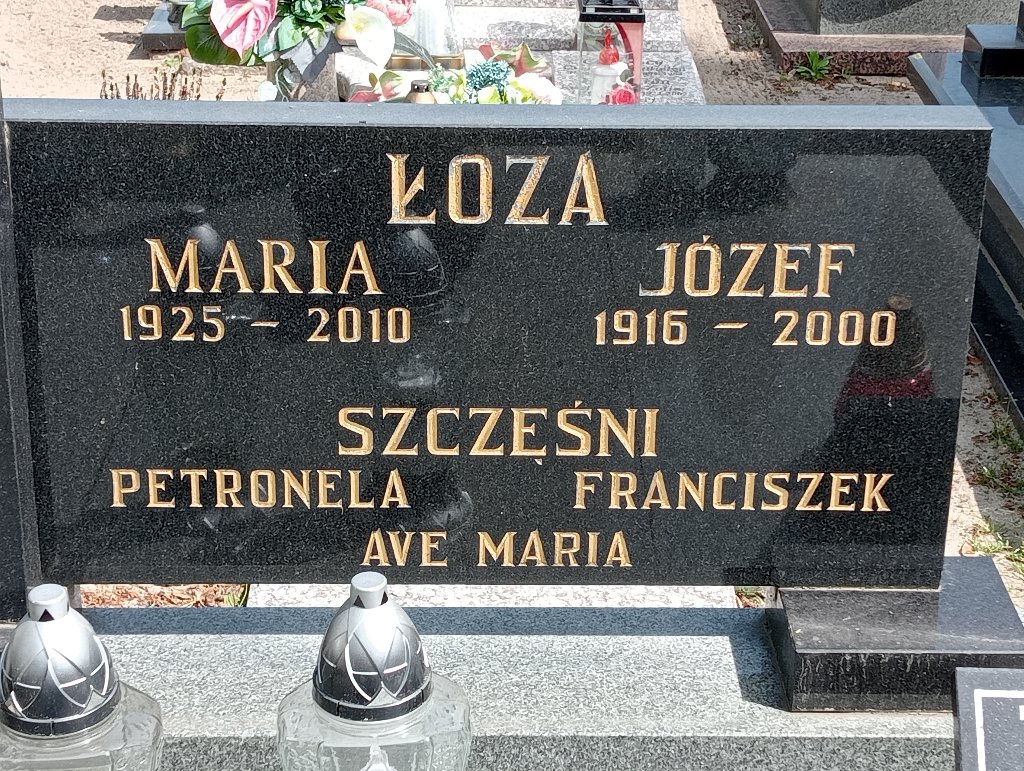 ŁOZA
MARIA JÓZEF
1925 – 2010 1916 – 2000
SZCZĘŚNI
PETRONELA FRANCISZEK
AVE MARIA